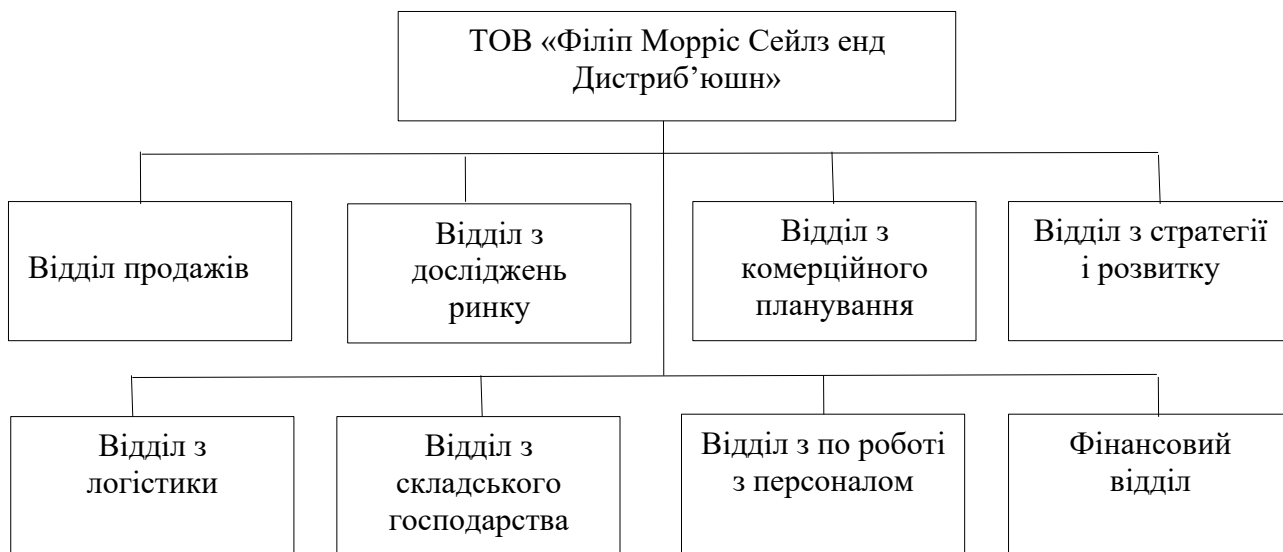 ТОВ «Філіп Морріс Сейлз енд
Дистриб’юшн»
Відділ продажів
Відділ з
досліджень
ринку
Відділ з
комерційного
планування
Відділ з стратегії
і розвитку
Відділ з
логістики
Відділ з
складського
господарства
Відділ з по роботі
з персоналом
Фінансовий
відділ